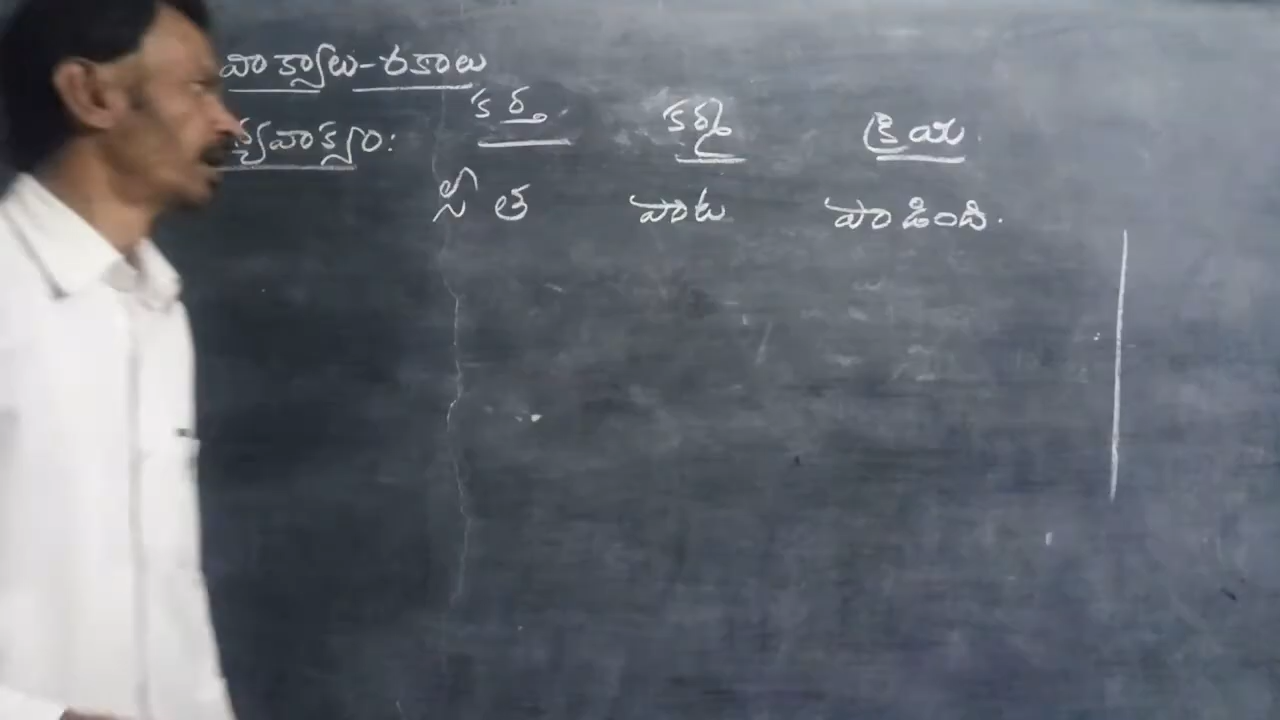 వాక్యాలు-రకాలు
కర్త కర్మ క్రియ.
వాక్యం:
సీత పాట పాడింది.